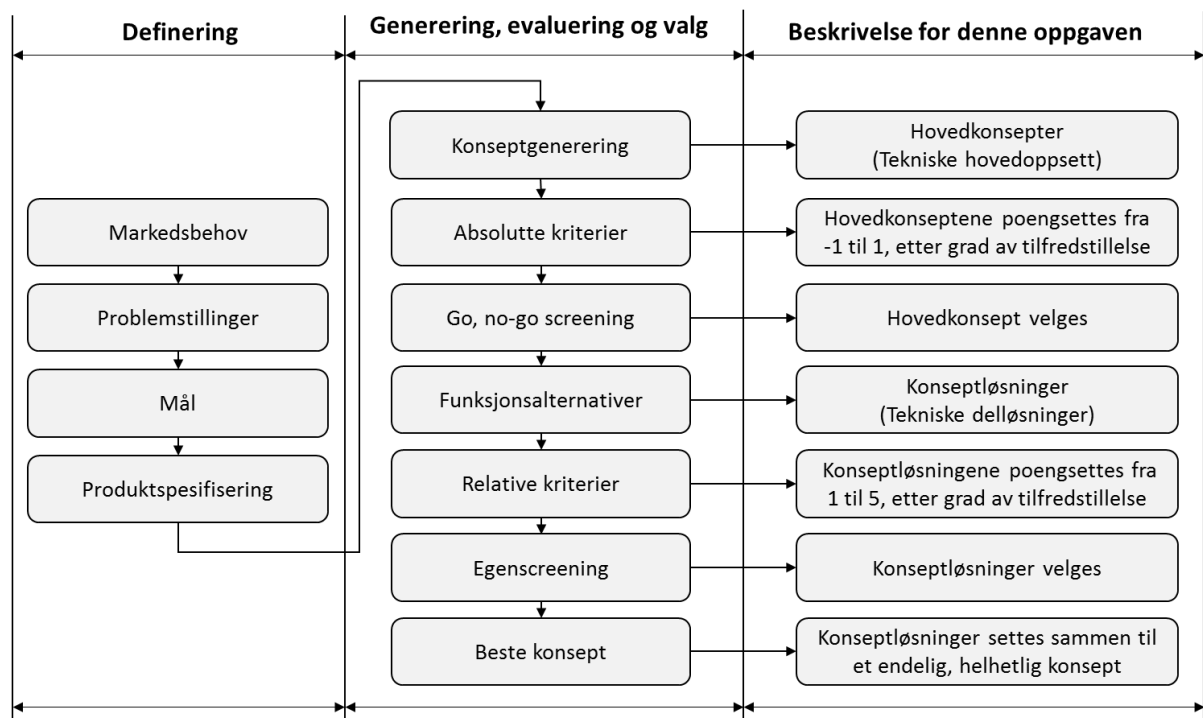 Definering
Generering, evaluering og valg
Beskrivelse for denne oppgaven
Markedsbehov
Problemstillinger
Mål
Produktspesifisering
Konseptgenerering
Absolutte kriterier
Go, no-go screening
Funksjonsalternativer
Relative kriterier
Egenscreening
Beste konsept
Hovedkonsepter
(Tekniske hovedoppsett)
Hovedkonseptene poengsettes fra
-1 til 1, etter grad av tilfredstillelse
Hovedkonsept velges
Konseptløsninger
(Tekniske delløsninger)
Konseptløsningene poengsettes fra
1 til 5, etter grad av tilfredstillelse
Konseptløsninger velges
Konseptløsninger settes sammen til
et endelig, helhetlig konsept